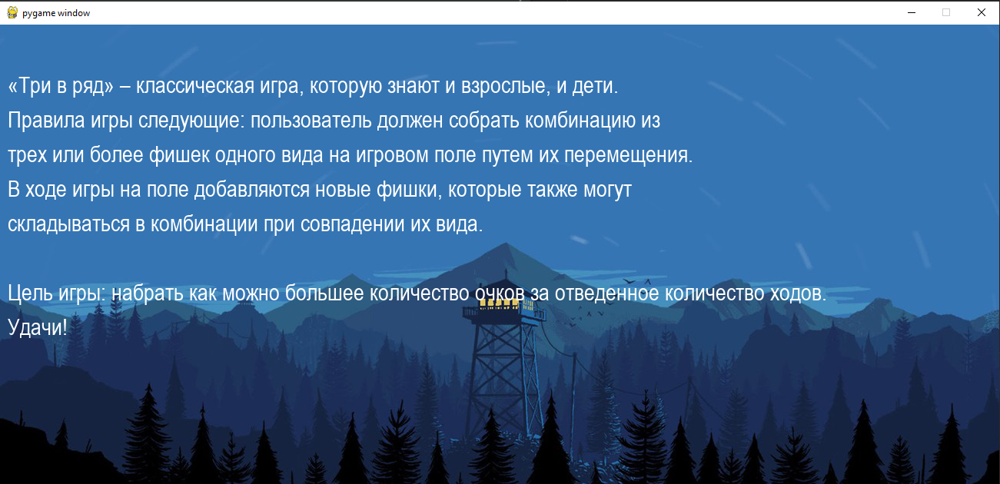 pygame window
«Три в ряд» – классическая игра, которую знают и взрослые, и дети.
Правила игры следующие: пользователь должен собрать комбинацию из
трех или более фишек одного вида на игровом поле путем их перемещения.
В ходе игры на поле добавляются новые фишки, которые также могут
складываться в комбинации при совпадении их вида.
Цель игры: набрать как можно большее количество очков за отведенное количество ходов.
Удачи!